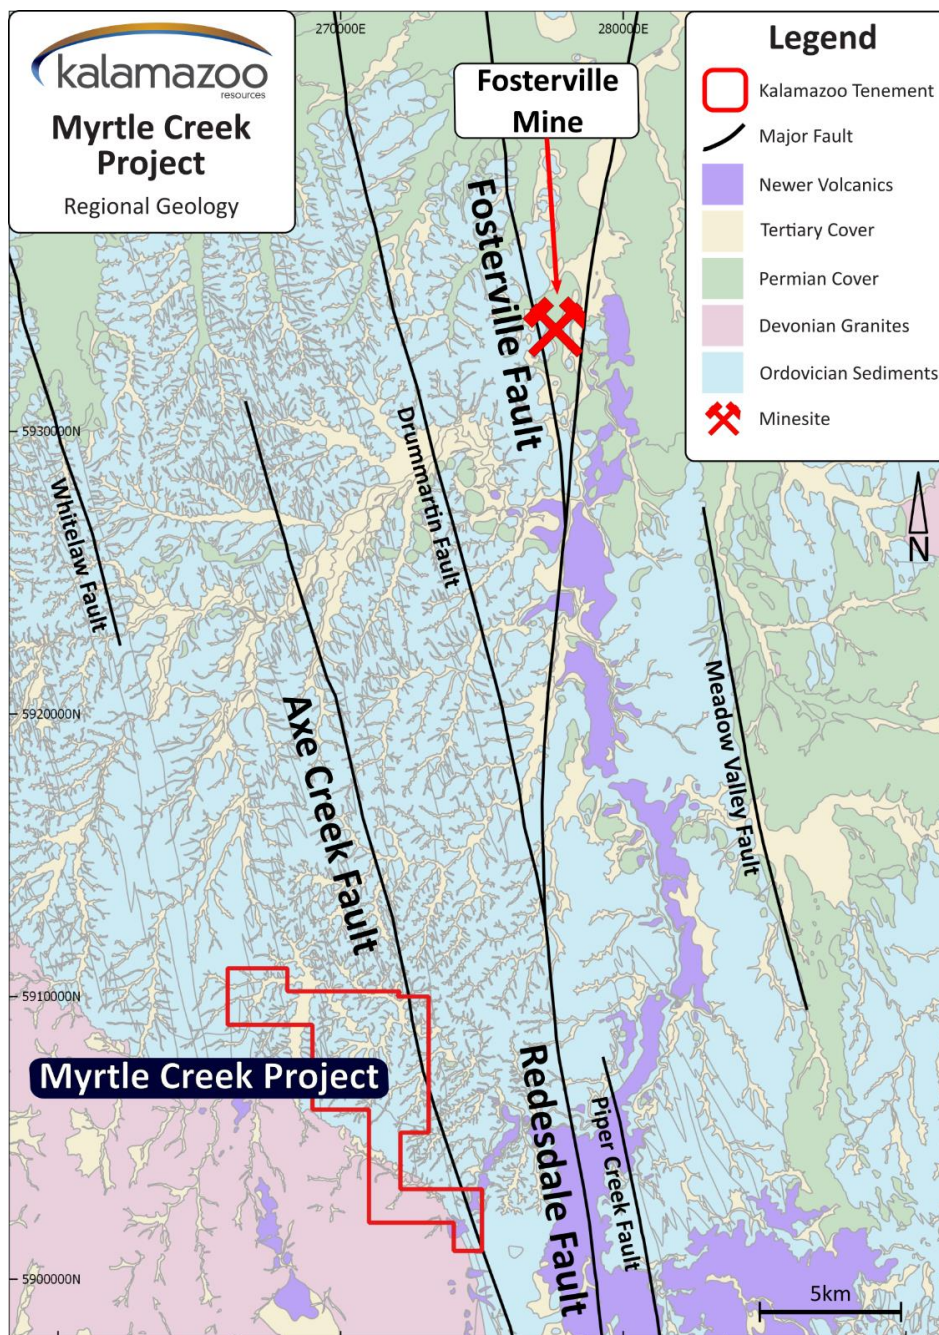 kalamazoo
resources
Myrtle Creek
Project
Regional Geology
270000E
280000E
Fosterville
Mine
Legend
Kalamazoo Tenement
Major Fault
Newer Volcanics
Tertiary Cover
Permian Cover
Devonian Granites
Ordovician Sediments
Minesite
N
Fosterville Fault
Drummartin Fault
5930000N
Whitelaw Fault
Axe Creek Fault
Meadow Valley Fault
5920000N
5910000N
Myrtle Creek Project
Redesdale Fault
Piper Creek Fault
5900000N
5km